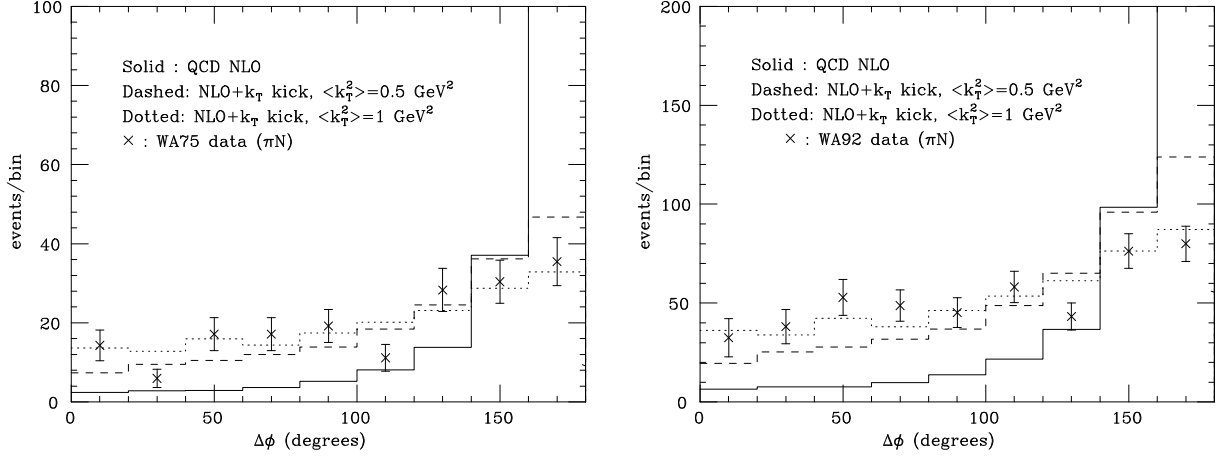 100
80
60
40
20
0
events/bin
Solid : QCD NLO
Dashed: NLO+k_T kick, <k_T^2>=0.5 GeV^2
Dotted: NLO+k_T kick, <k_T^2>=1 GeV^2
× : WA75 data (πN)
0 50 100 150
Δϕ (degrees)
200
150
100
50
0
events/bin
Solid : QCD NLO
Dashed: NLO+k_T kick, <k_T^2>=0.5 GeV^2
Dotted: NLO+k_T kick, <k_T^2>=1 GeV^2
× : WA92 data (πN)
0 50 100 150
Δϕ (degrees)